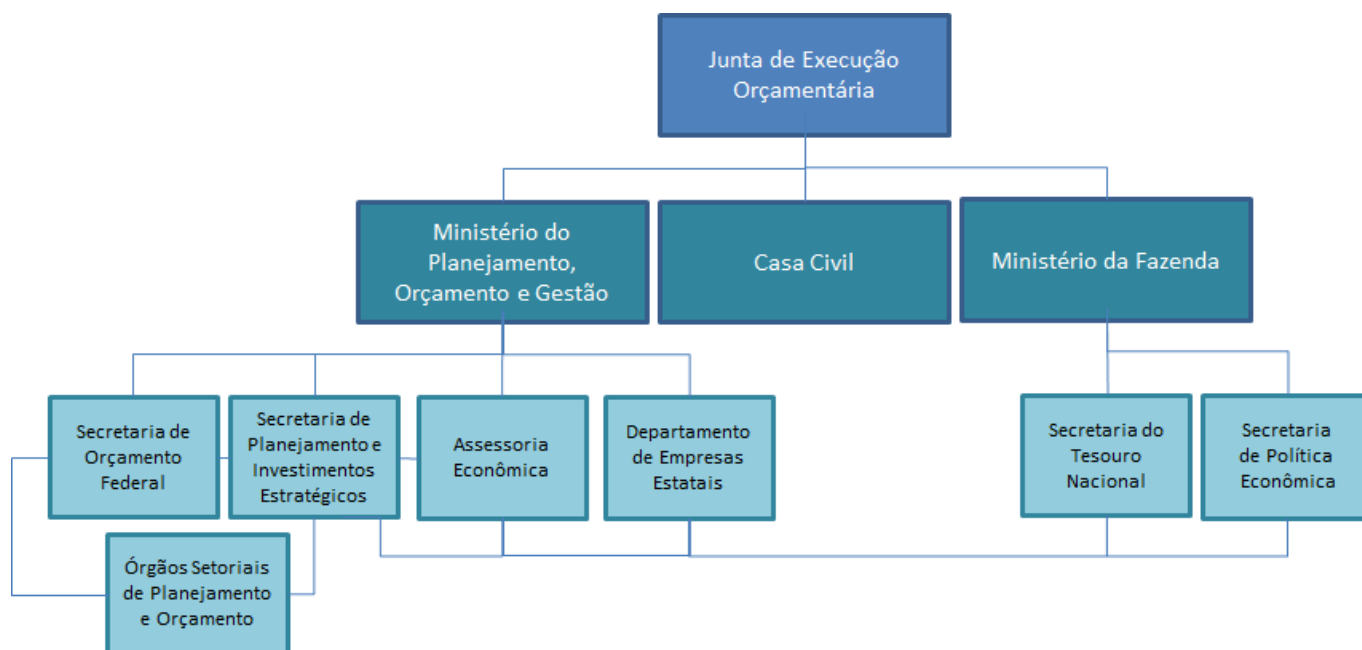 Junta de Execução
Orçamentária
Ministério do
Planejamento,
Orçamento e Gestão
Casa Civil
Ministério da Fazenda
Secretaria de
Orçamento
Federal
Secretaria de
Planejamento e
Investimentos
Estratégicos
Assessoria
Econômica
Departamento
de Empresas
Estatais
Secretaria do
Tesouro
Nacional
Secretaria
de Política
Econômica
Órgãos Setoriais
de Planejamento
e Orçamento